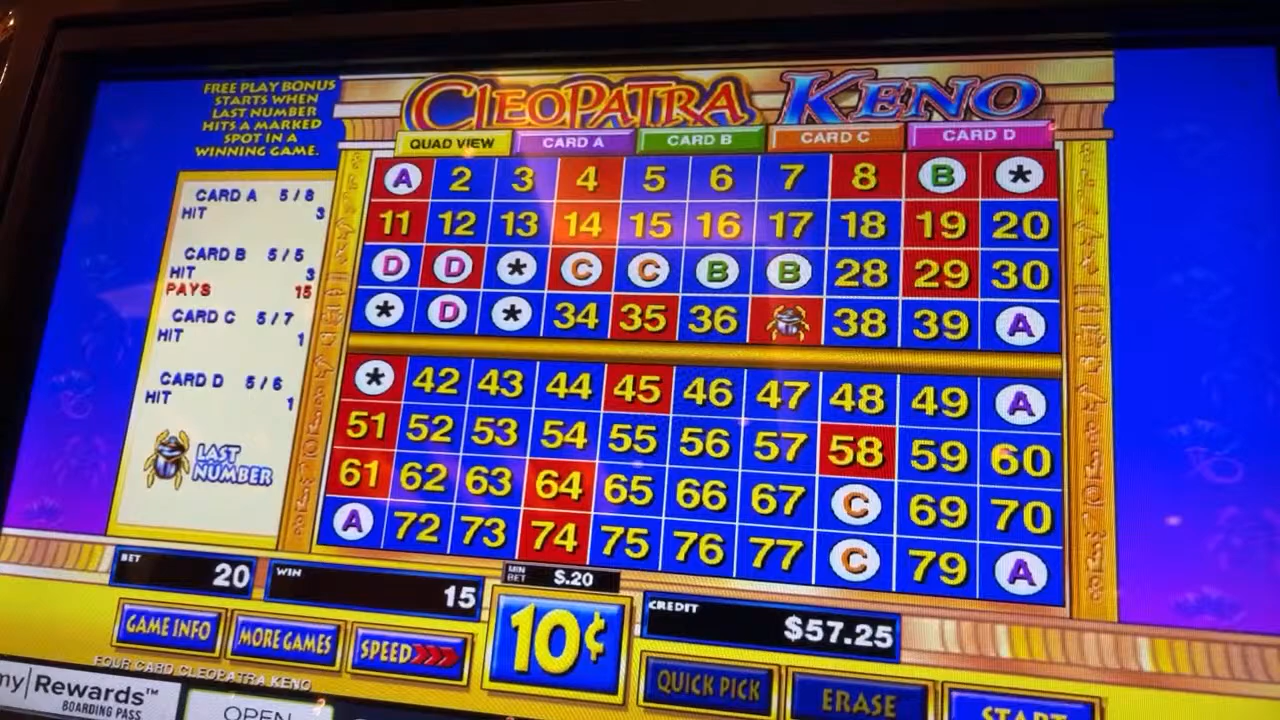 FREE PLAY BONUS
STARTS WHEN
LAST NUMBER
HITS A MARKED
SPOT IN A
WINNING GAME.
CLEOPATRA KENO
QUAD VIEW CARD A CARD B CARD C CARD D
CARD A 5/8
HIT 3
CARD B 5/5
HIT 3
PAYS 15
CARD C 5/7
HIT 1
CARD D 5/6
HIT 1
LAST
NUMBER
A 2 3 4 5 6 7 8 B *
11 12 13 14 15 16 17 18 19 20
D D * C C B B 28 29 30
* D * 34 35 36 38 39 A
* 42 43 44 45 46 47 48 49 A
51 52 53 54 55 56 57 58 59 60
61 62 63 64 65 66 67 C 69 70
A 72 73 74 75 76 77 C 79 A
BET 20
WIN 15
MIN BET $.20
10¢
CREDIT $57.25
GAME INFO MORE GAMES SPEED
QUICK PICK ERASE START
FOUR CARD CLEOPATRA KENO
my|Rewards™
BOARDING PASS
OPEN